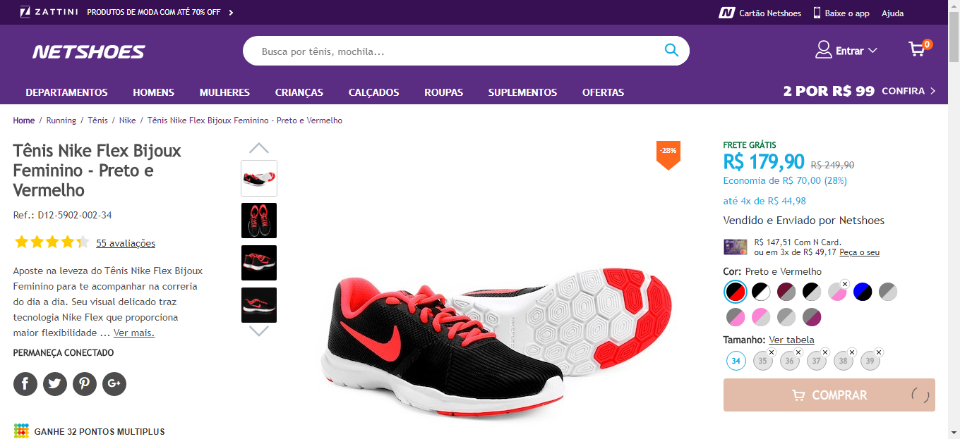 ZATTINI PRODUTOS DE MODA COM ATÉ 70% OFF
Cartão Netshoes Baixe o app Ajuda
NETSHOES
Busca por tênis, mochila...
Entrar
0
DEPARTAMENTOS HOMENS MULHERES CRIANÇAS CALÇADOS ROUPAS SUPLEMENTOS OFERTAS
2 POR R$ 99 CONFIRA
Home / Running / Tênis / Nike / Tênis Nike Flex Bijoux Feminino - Preto e Vermelho
Tênis Nike Flex Bijoux
Feminino - Preto e
Vermelho
Ref.: D12-5902-002-34
55 avaliações
Aposte na leveza do Tênis Nike Flex Bijoux
Feminino para te acompanhar na correria
do dia a dia. Seu visual delicado traz
tecnologia Nike Flex que proporciona
maior flexibilidade ... Ver mais.
PERMANEÇA CONECTADO
GANHE 32 PONTOS MULTIPLUS
-28%
FRETE GRÁTIS
R$ 179,90 R$ 249,90
Economia de R$ 70,00 (28%)
até 4x de R$ 44,98
Vendido e Enviado por Netshoes
R$ 147,51 Com N Card.
ou em 3x de R$ 49,17 Peça o seu
Cor: Preto e Vermelho
Tamanho: Ver tabela
34 35 36 37 38 39
COMPRAR